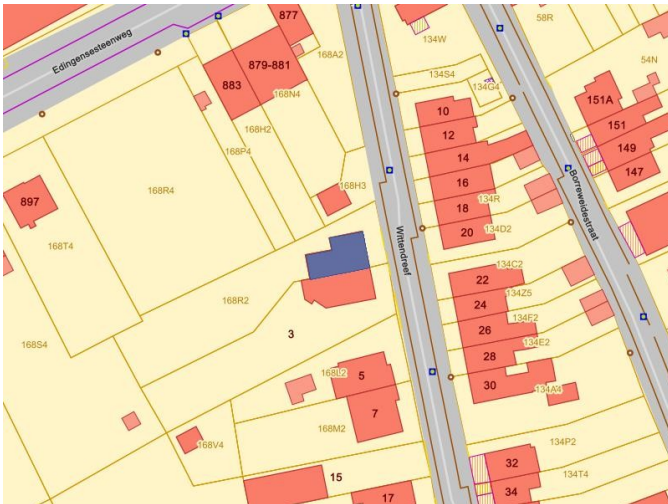 877
Edingensesteenweg
168A2
134W
58R
54N
879-881
134S4
883
168N4
134G4
151A
10
151
168H2
12
149
168P4
14
147
168H3
16
168R4
134R
18
897
Borreweidestraat
134D2
20
Wittendreef
168T4
134C2
22
134Z5
168R2
24
134F2
26
3
134E2
168S4
28
168L2
5
30
134A4
7
168M2
168V4
134P2
32
15
134T4
34
17